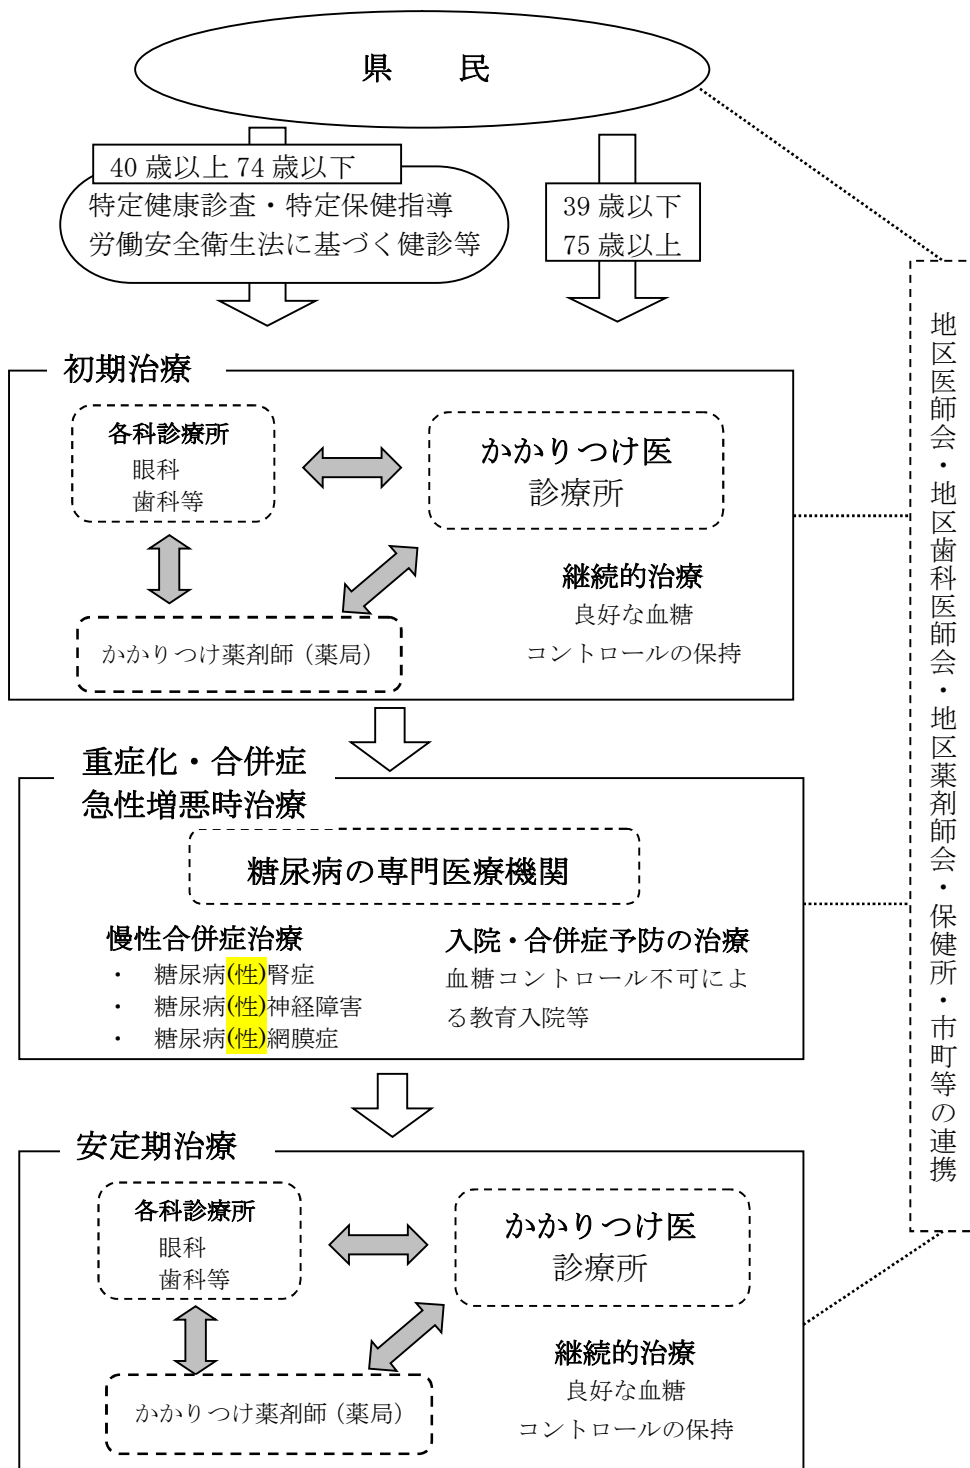 県　　民
40 歳以上 74 歳以下
特定健康診査・特定保健指導
労働安全衛生法に基づく健診等
39 歳以下
75 歳以上
初期治療
各科診療所
眼科
歯科等
かかりつけ医
診療所
かかりつけ薬剤師（薬局）
継続的治療
良好な血糖
コントロールの保持
重症化・合併症
急性増悪時治療
糖尿病の専門医療機関
慢性合併症治療
・　糖尿病(性)腎症
・　糖尿病(性)神経障害
・　糖尿病(性)網膜症
入院・合併症予防の治療
血糖コントロール不可によ
る教育入院等
安定期治療
各科診療所
眼科
歯科等
かかりつけ医
診療所
かかりつけ薬剤師（薬局）
継続的治療
良好な血糖
コントロールの保持
地区医師会・地区歯科医師会・地区薬剤師会・保健所・市町等の連携